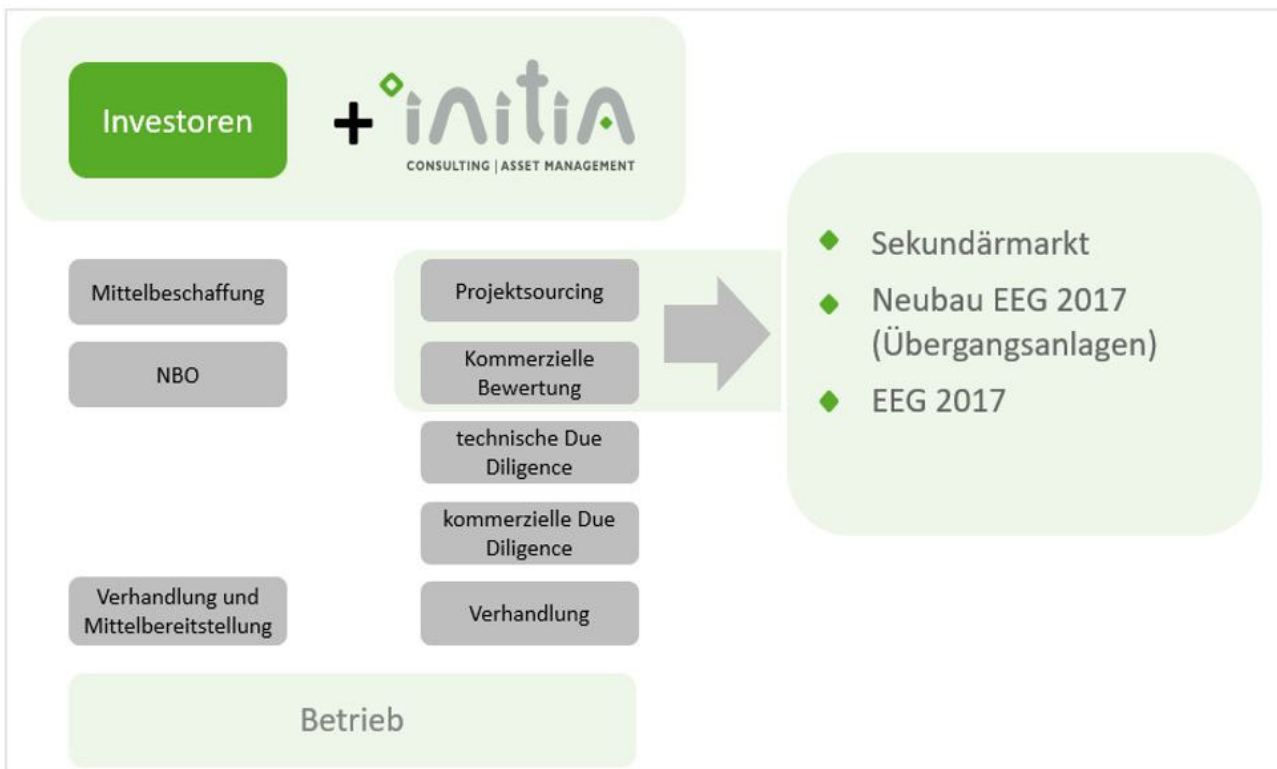 Investoren
+
initia
CONSULTING | ASSET MANAGEMENT
Mittelbeschaffung
NBO
Verhandlung und
Mittelbereitstellung
Projektsourcing
Kommerzielle
Bewertung
technische Due
Diligence
kommerzielle Due
Diligence
Verhandlung
Sekundärmarkt
Neubau EEG 2017
(Übergangsanlagen)
EEG 2017
Betrieb